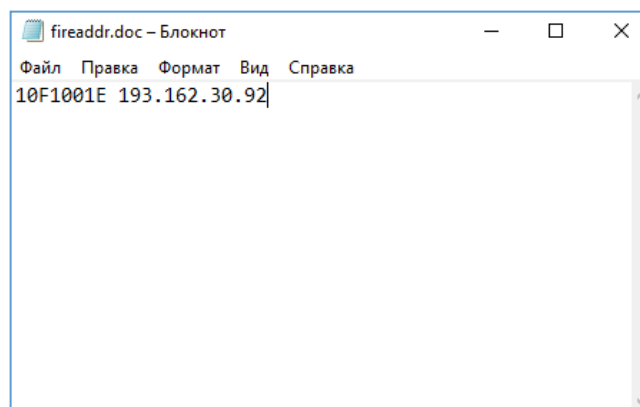 fireaddr.doc – Блокнот
Файл Правка Формат Вид Справка
10F1001E 193.162.30.92